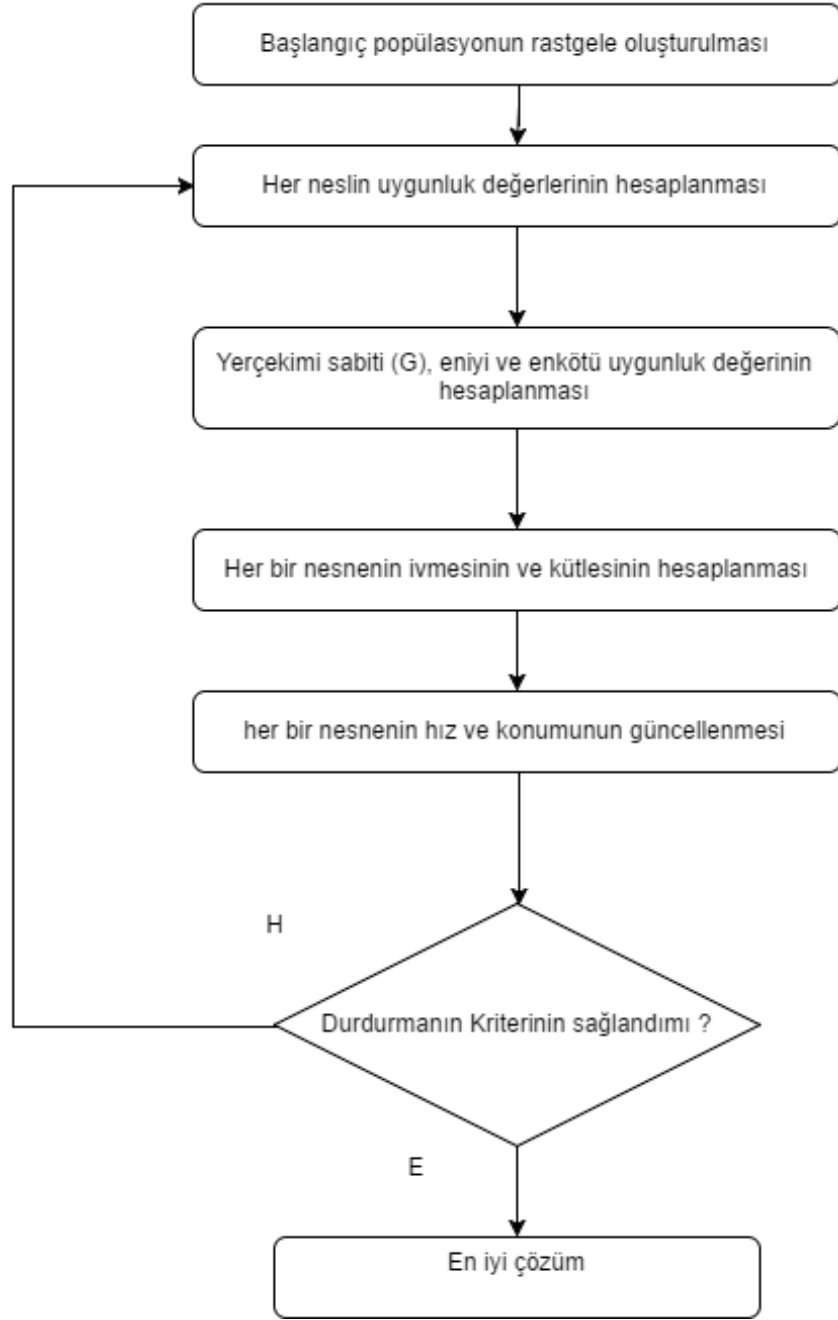 Başlangıç popülasyonun rastgele oluşturulması
Her neslin uygunluk değerlerinin hesaplanması
Yerçekimi sabiti (G), eniyi ve enkötü uygunluk değerinin
hesaplanması
Her bir nesnenin ivmesinin ve kütlesinin hesaplanması
her bir nesnenin hız ve konumunun güncellenmesi
H
Durdurmanın Kriterinin sağlandımı ?
E
En iyi çözüm